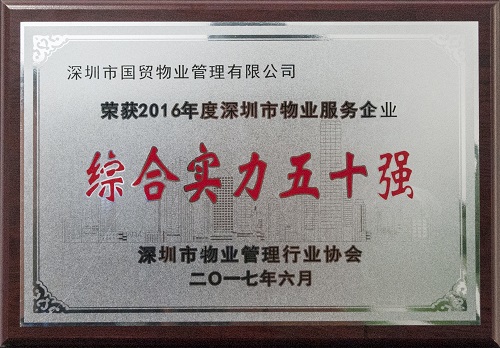 深圳市国贸物业管理有限公司
荣获2016年度深圳市物业服务企业
综合实力五十强
深圳市物业管理行业协会
二〇一七年六月